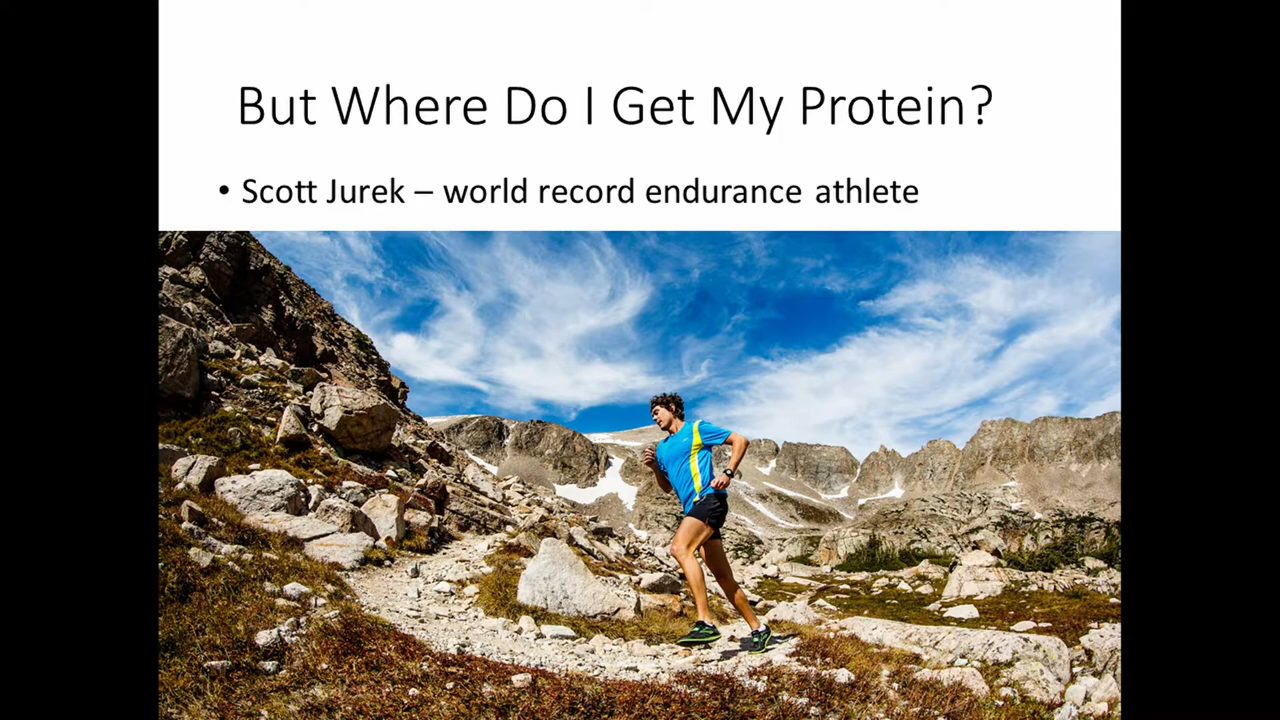 But Where Do I Get My Protein?
• Scott Jurek – world record endurance athlete